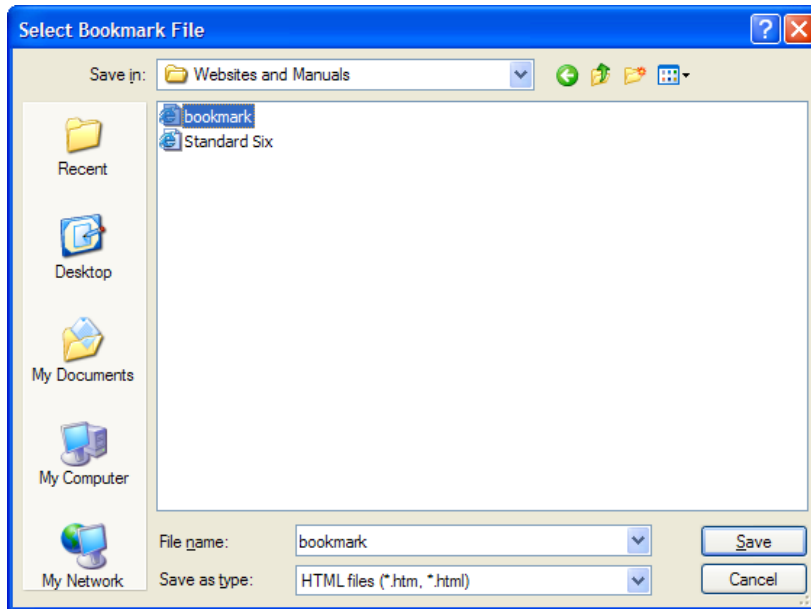 Select Bookmark File
Save in: Websites and Manuals
bookmark
Standard Six
Recent
Desktop
My Documents
My Computer
My Network
File name: bookmark Save
Save as type: HTML files (*.htm, *.html) Cancel